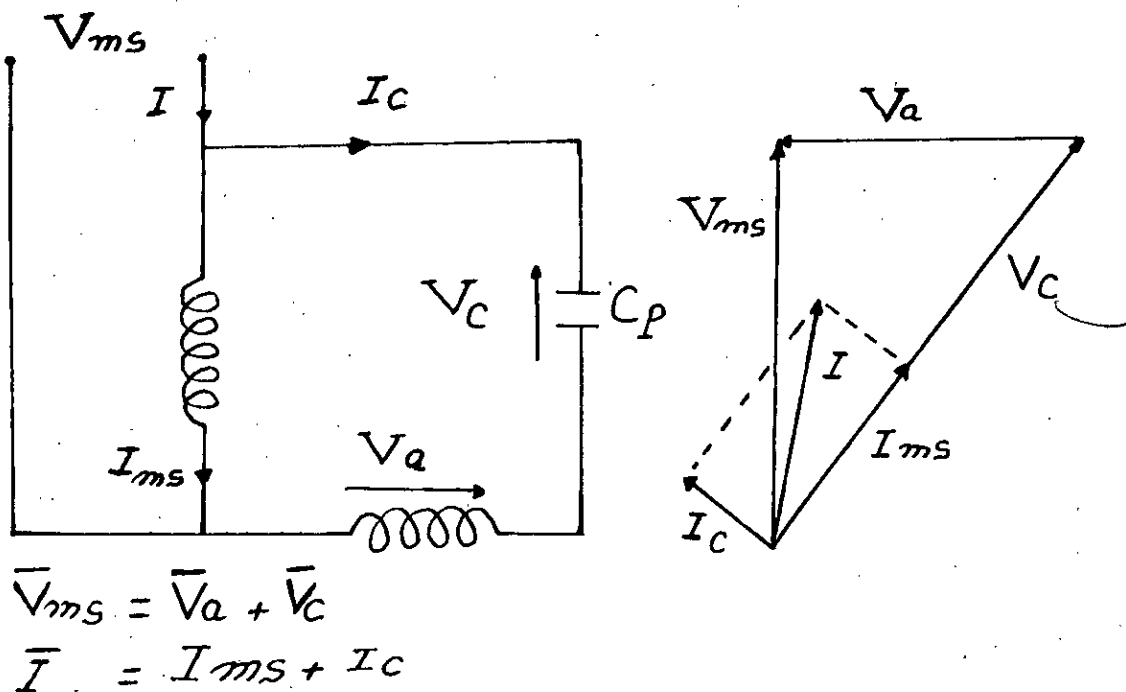 Vms
I
Ic
Va
Vms
Vc
Cp
Vc
I
Ims
Va
Ims
Ic
V̅ms = V̅a + V̅c
I̅ = Ims + Ic